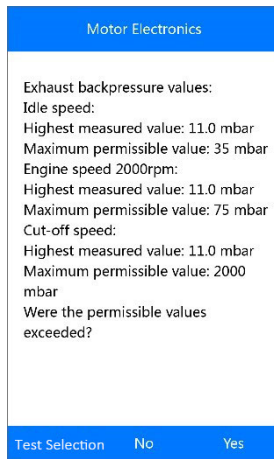 Motor Electronics
Exhaust backpressure values:
Idle speed:
Highest measured value: 11.0 mbar
Maximum permissible value: 35 mbar
Engine speed 2000rpm:
Highest measured value: 11.0 mbar
Maximum permissible value: 75 mbar
Cut-off speed:
Highest measured value: 11.0 mbar
Maximum permissible value: 2000
mbar
Were the permissible values
exceeded?
Test Selection No Yes